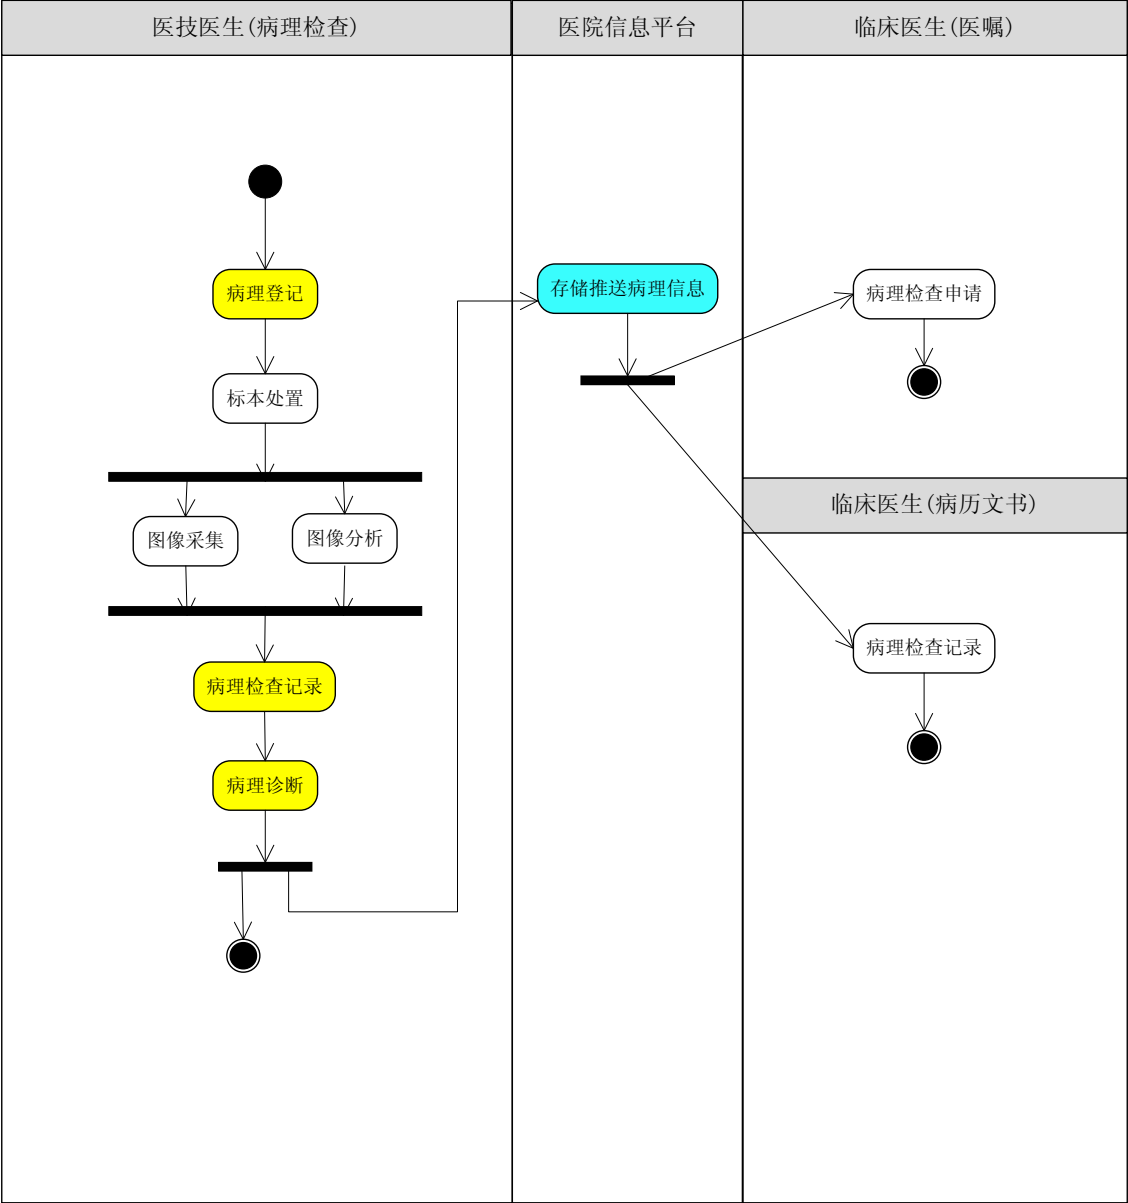 医技医生(病理检查)
医院信息平台
临床医生(医嘱)
病理登记
标本处置
图像采集
图像分析
病理检查记录
病理诊断
存储推送病理信息
病理检查申请
临床医生(病历文书)
病理检查记录